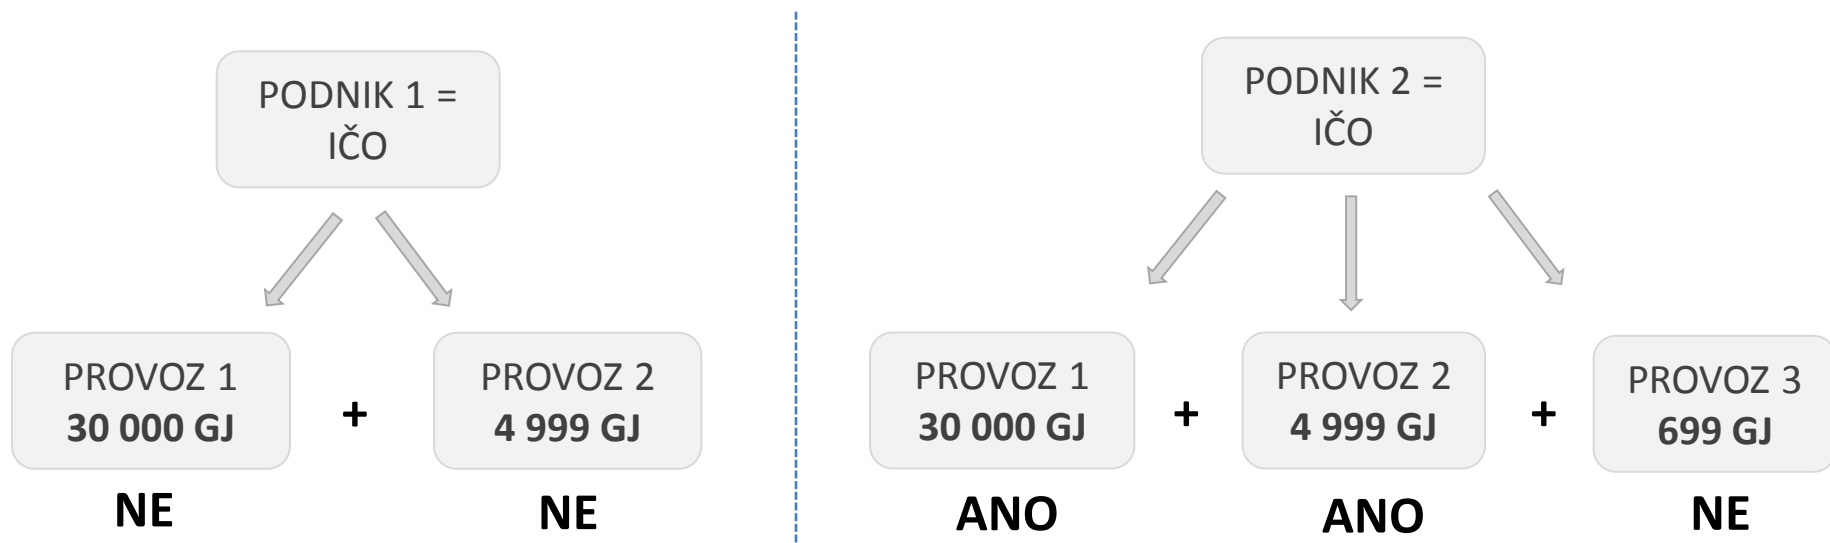 PODNIK 1 =
IČO
PROVOZ 1
30 000 GJ
+
PROVOZ 2
4 999 GJ
NE
NE
PODNIK 2 =
IČO
PROVOZ 1
30 000 GJ
+
PROVOZ 2
4 999 GJ
+
PROVOZ 3
699 GJ
ANO
ANO
NE